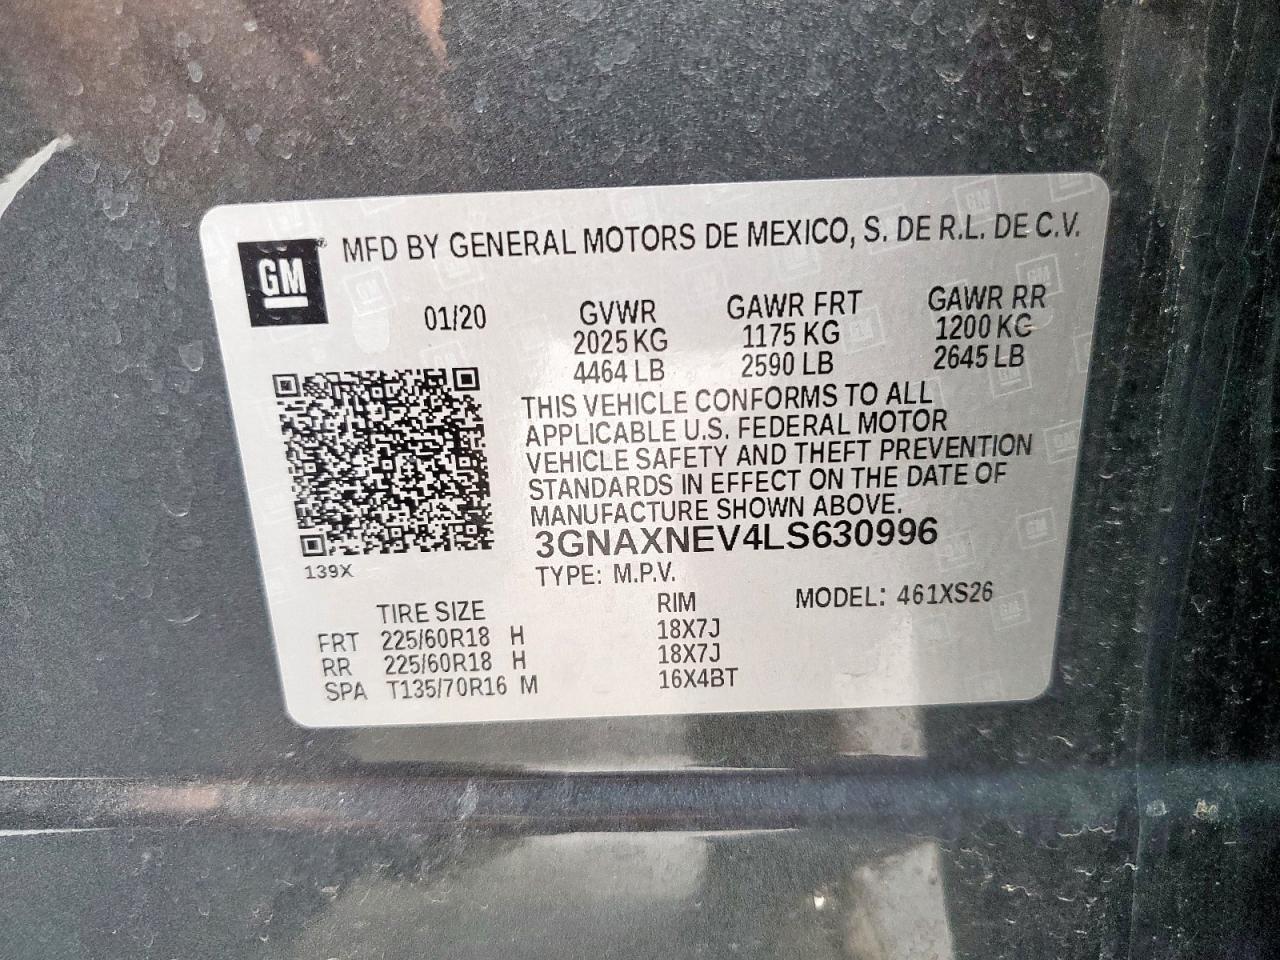 GM
MFD BY GENERAL MOTORS DE MEXICO, S. DE R.L. DE C.V.
01/20 GVWR GAWR FRT GAWR RR
2025 KG 1175 KG 1200 KG
4464 LB 2590 LB 2645 LB
THIS VEHICLE CONFORMS TO ALL
APPLICABLE U.S. FEDERAL MOTOR
VEHICLE SAFETY AND THEFT PREVENTION
STANDARDS IN EFFECT ON THE DATE OF
MANUFACTURE SHOWN ABOVE.
3GNAXNEV4LS630996
139X
TYPE: M.P.V. MODEL: 461XS26
TIRE SIZE RIM
FRT 225/60R18 H 18X7J
RR 225/60R18 H 18X7J
SPA T135/70R16 M 16X4BT